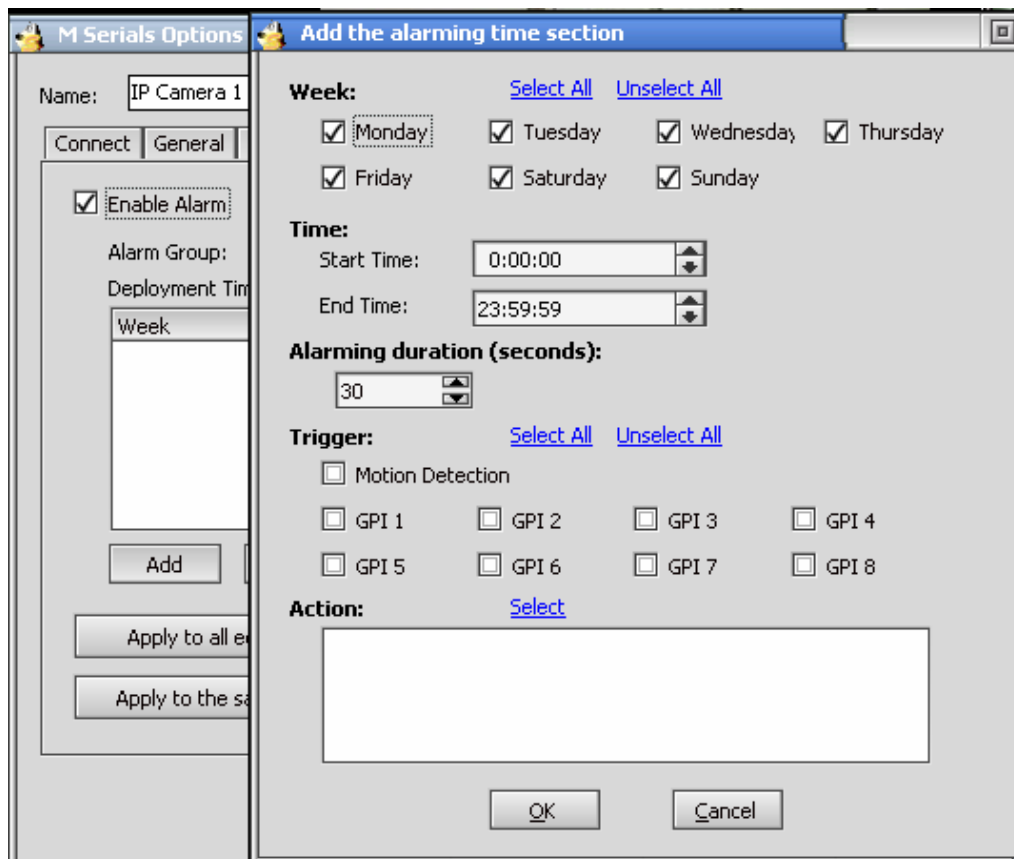 M Serials Options
Name: IP Camera 1
Connect General
Enable Alarm
Alarm Group:
Deployment
Week
Add
Apply to all
Apply to the
Add the alarming time section
Week: Select All Unselect All
Monday Tuesday Wednesday Thursday
Friday Saturday Sunday
Time:
Start Time: 0:00:00
End Time: 23:59:59
Alarming duration (seconds):
30
Trigger: Select All Unselect All
Motion Detection
GPI 1 GPI 2 GPI 3 GPI 4
GPI 5 GPI 6 GPI 7 GPI 8
Action: Select
OK Cancel